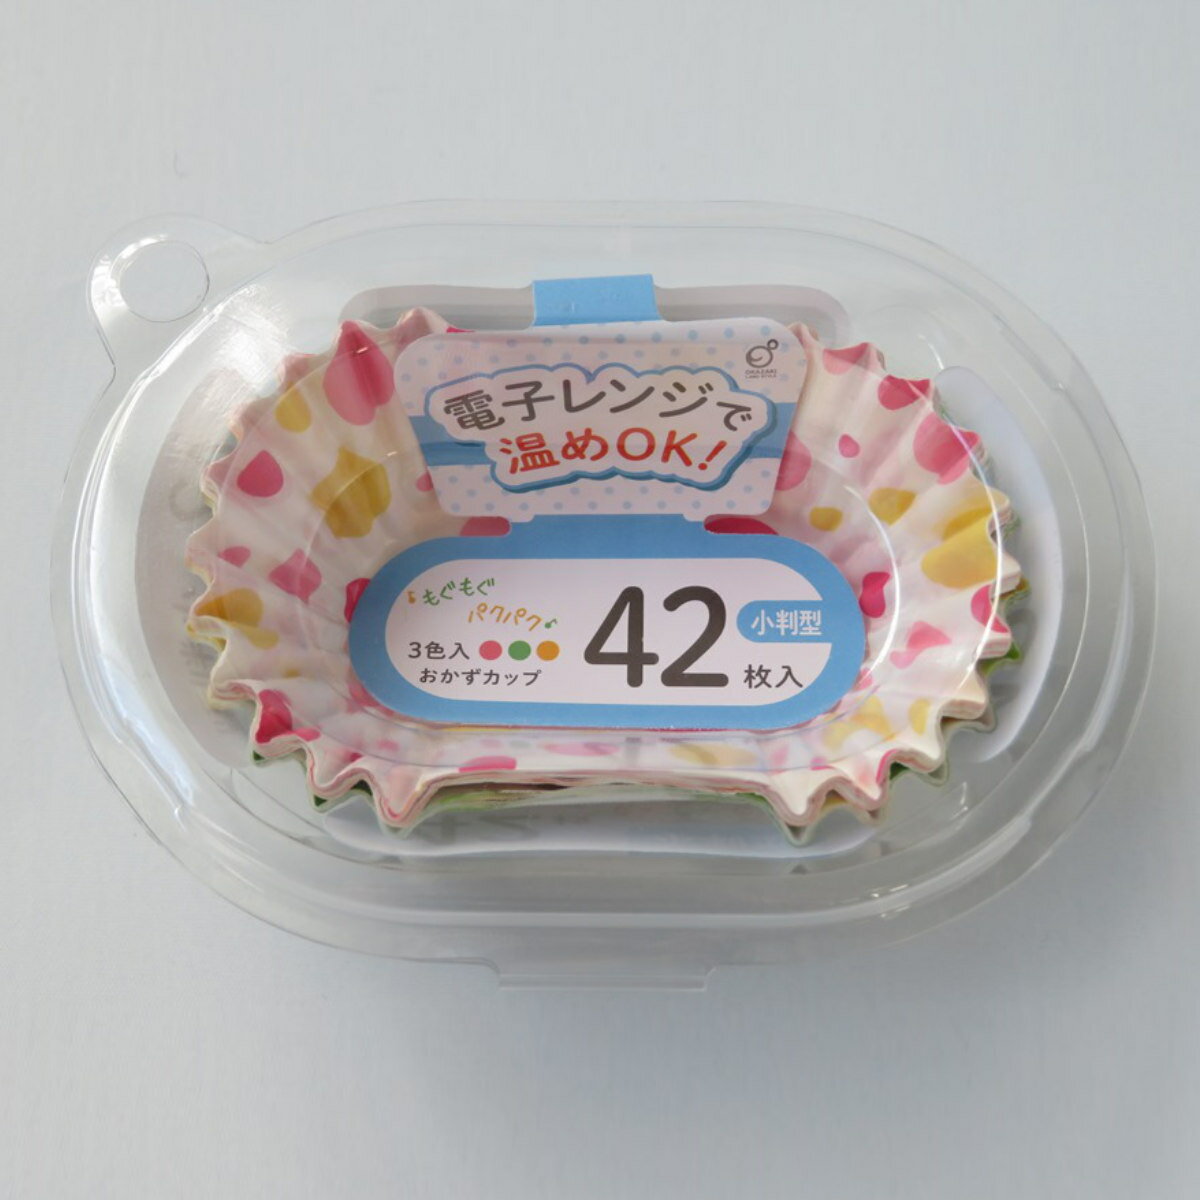 OKAZAKI
電子レンジで
温めOK!
もぐもぐ
パクパク
3色入
おかずカップ
42
枚入
小判型